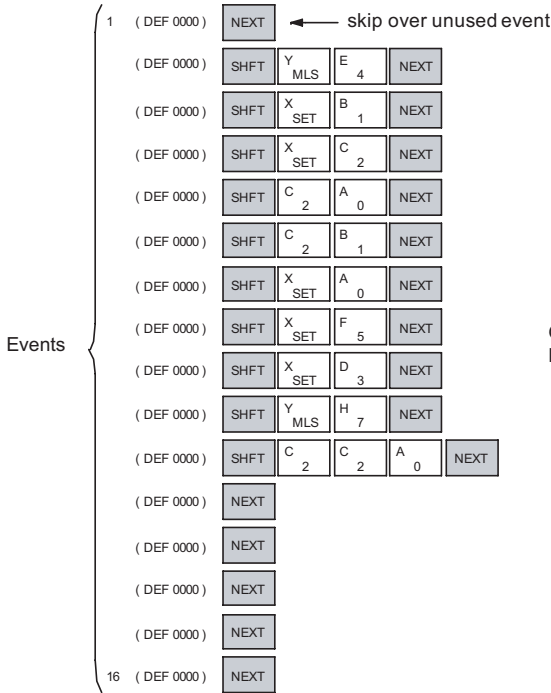 1 ( DEF 0000 ) NEXT skip over unused event
( DEF 0000 ) SHFT Y MLS E 4 NEXT
( DEF 0000 ) SHFT X SET B 1 NEXT
( DEF 0000 ) SHFT X SET C 2 NEXT
( DEF 0000 ) SHFT C 2 A 0 NEXT
( DEF 0000 ) SHFT C 2 B 1 NEXT
( DEF 0000 ) SHFT X SET A 0 NEXT
( DEF 0000 ) SHFT X SET F 5 NEXT
Events
( DEF 0000 ) SHFT X SET D 3 NEXT
( DEF 0000 ) SHFT Y MLS H 7 NEXT
( DEF 0000 ) SHFT C 2 C 2 A 0 NEXT
( DEF 0000 ) NEXT
( DEF 0000 ) NEXT
( DEF 0000 ) NEXT
( DEF 0000 ) NEXT
16 ( DEF 0000 ) NEXT